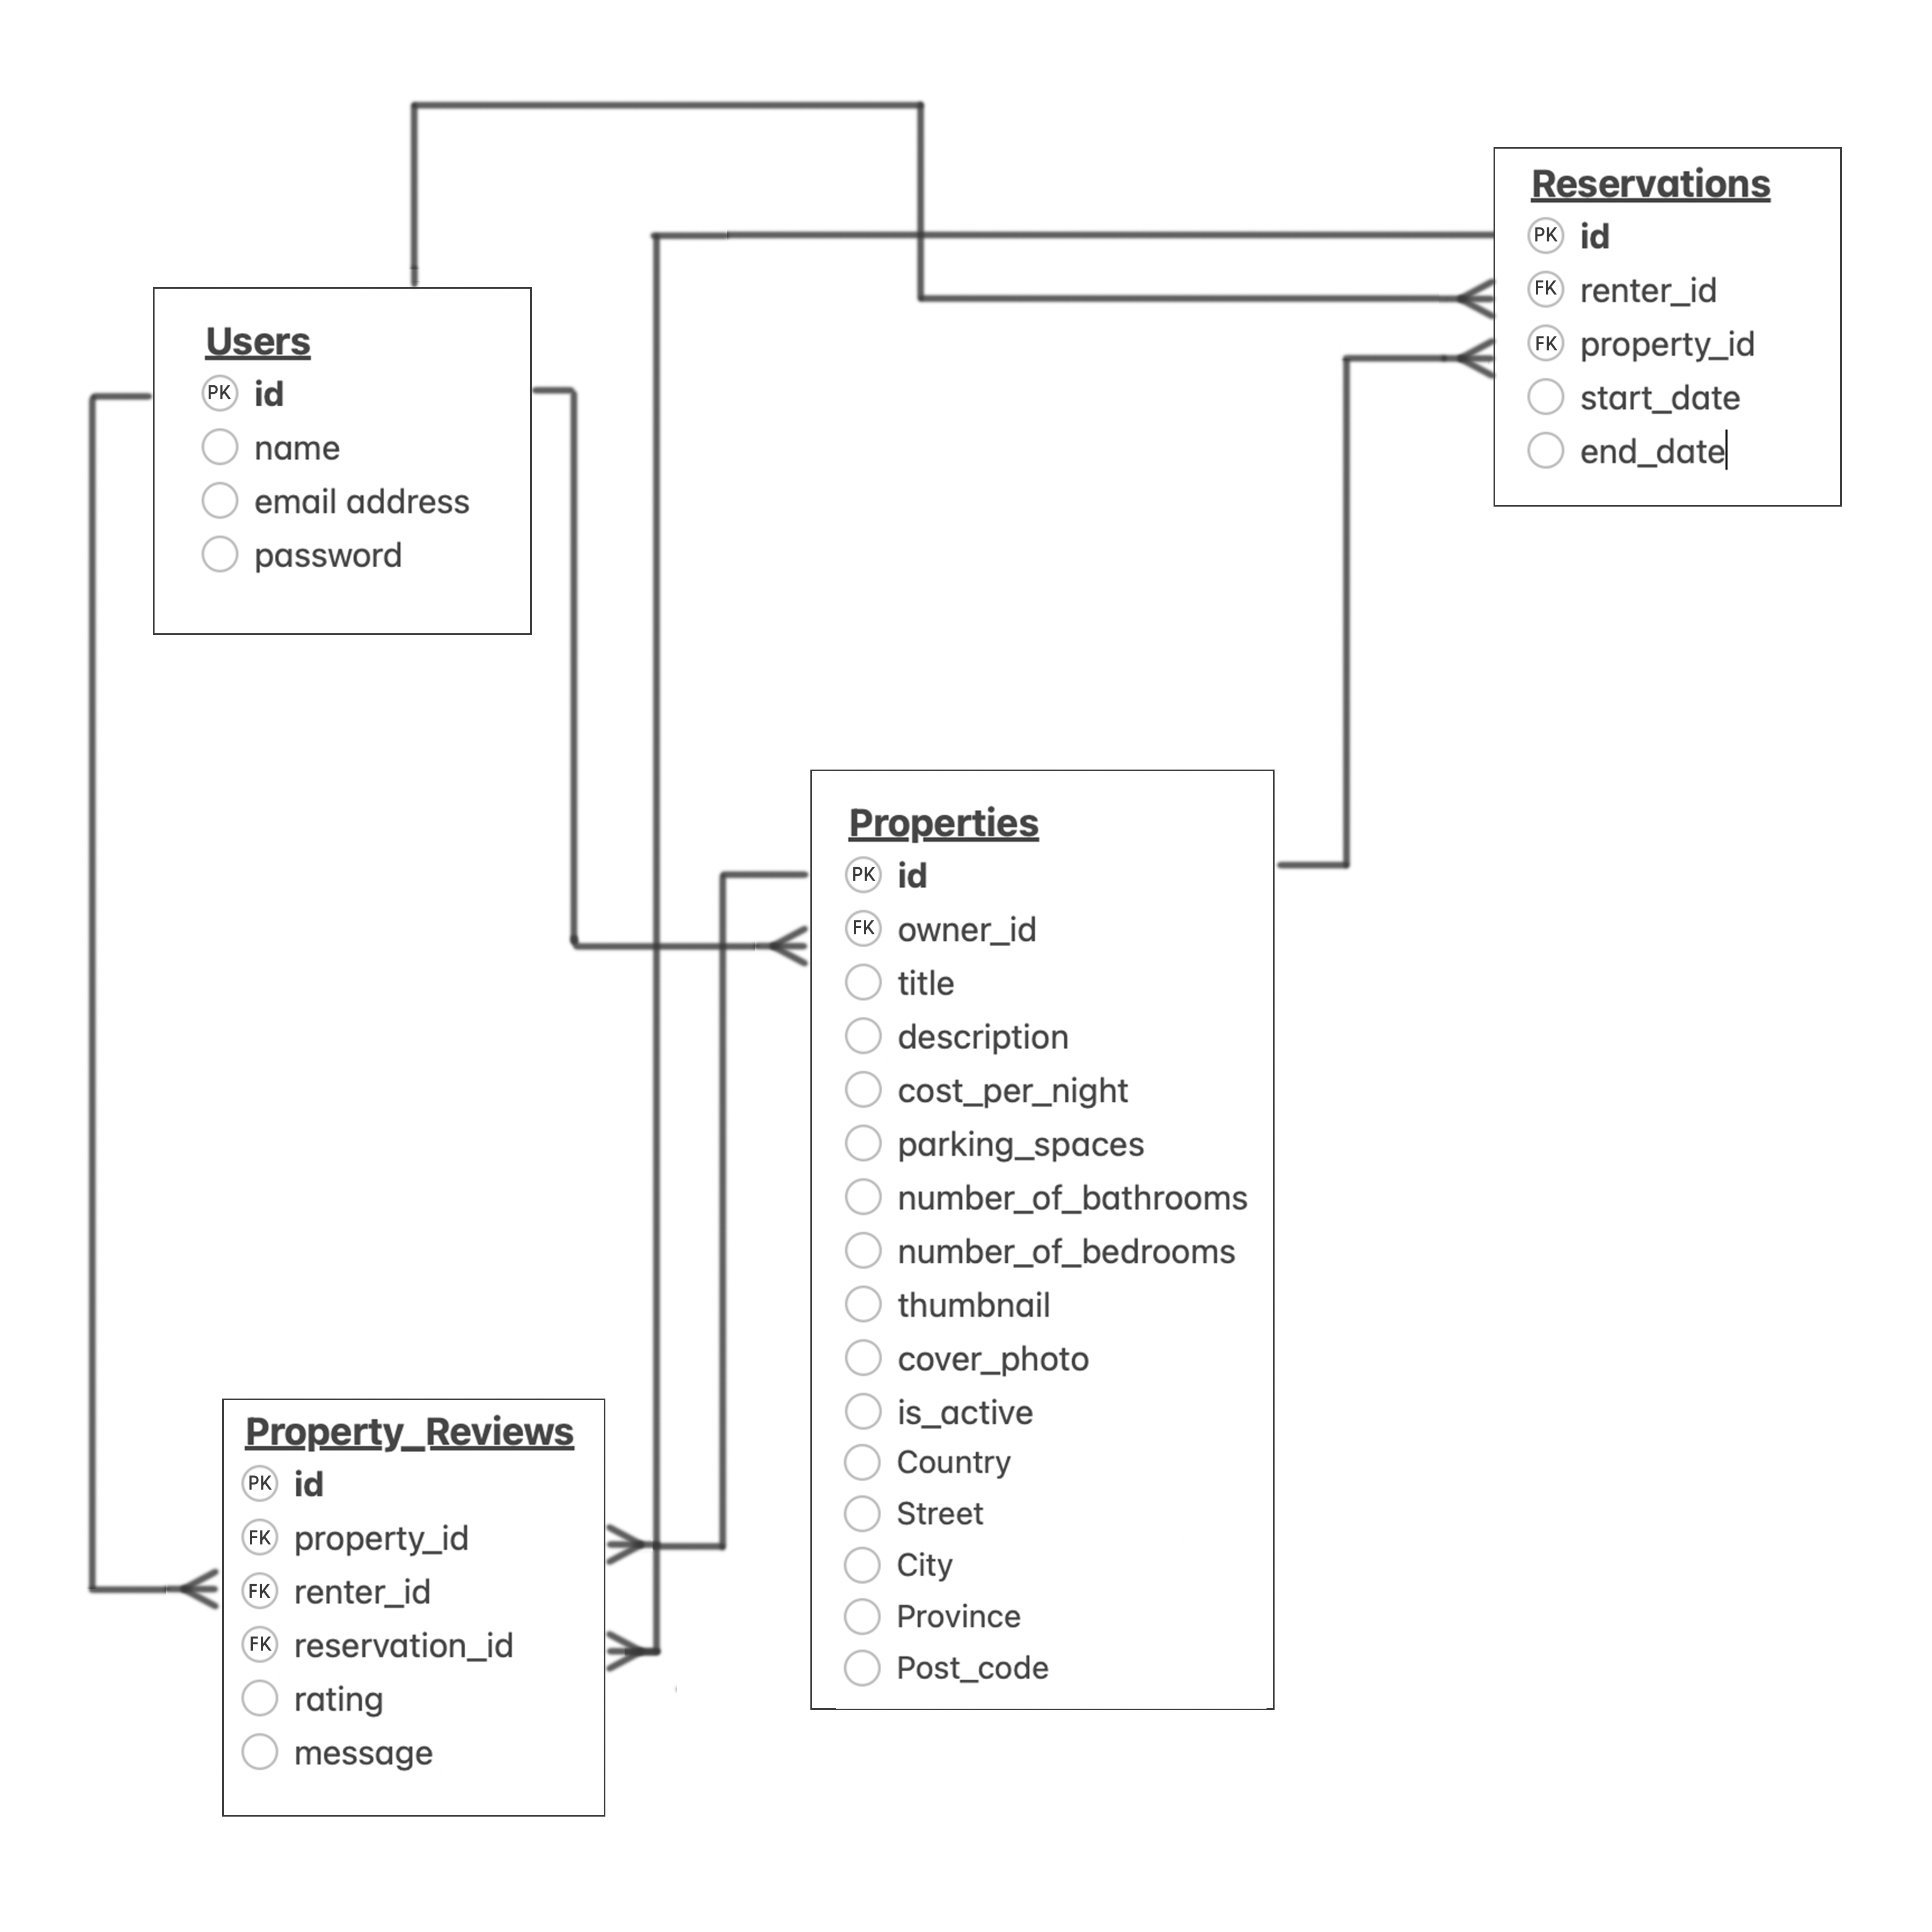 Reservations
PK id
FK renter_id
FK property_id
start_date
end_date
Users
PK id
name
email address
password
Properties
PK id
FK owner_id
title
description
cost_per_night
parking_spaces
number_of_bathrooms
number_of_bedrooms
thumbnail
cover_photo
is_active
Country
Street
City
Province
Post_code
Property_Reviews
PK id
FK property_id
FK renter_id
FK reservation_id
rating
message